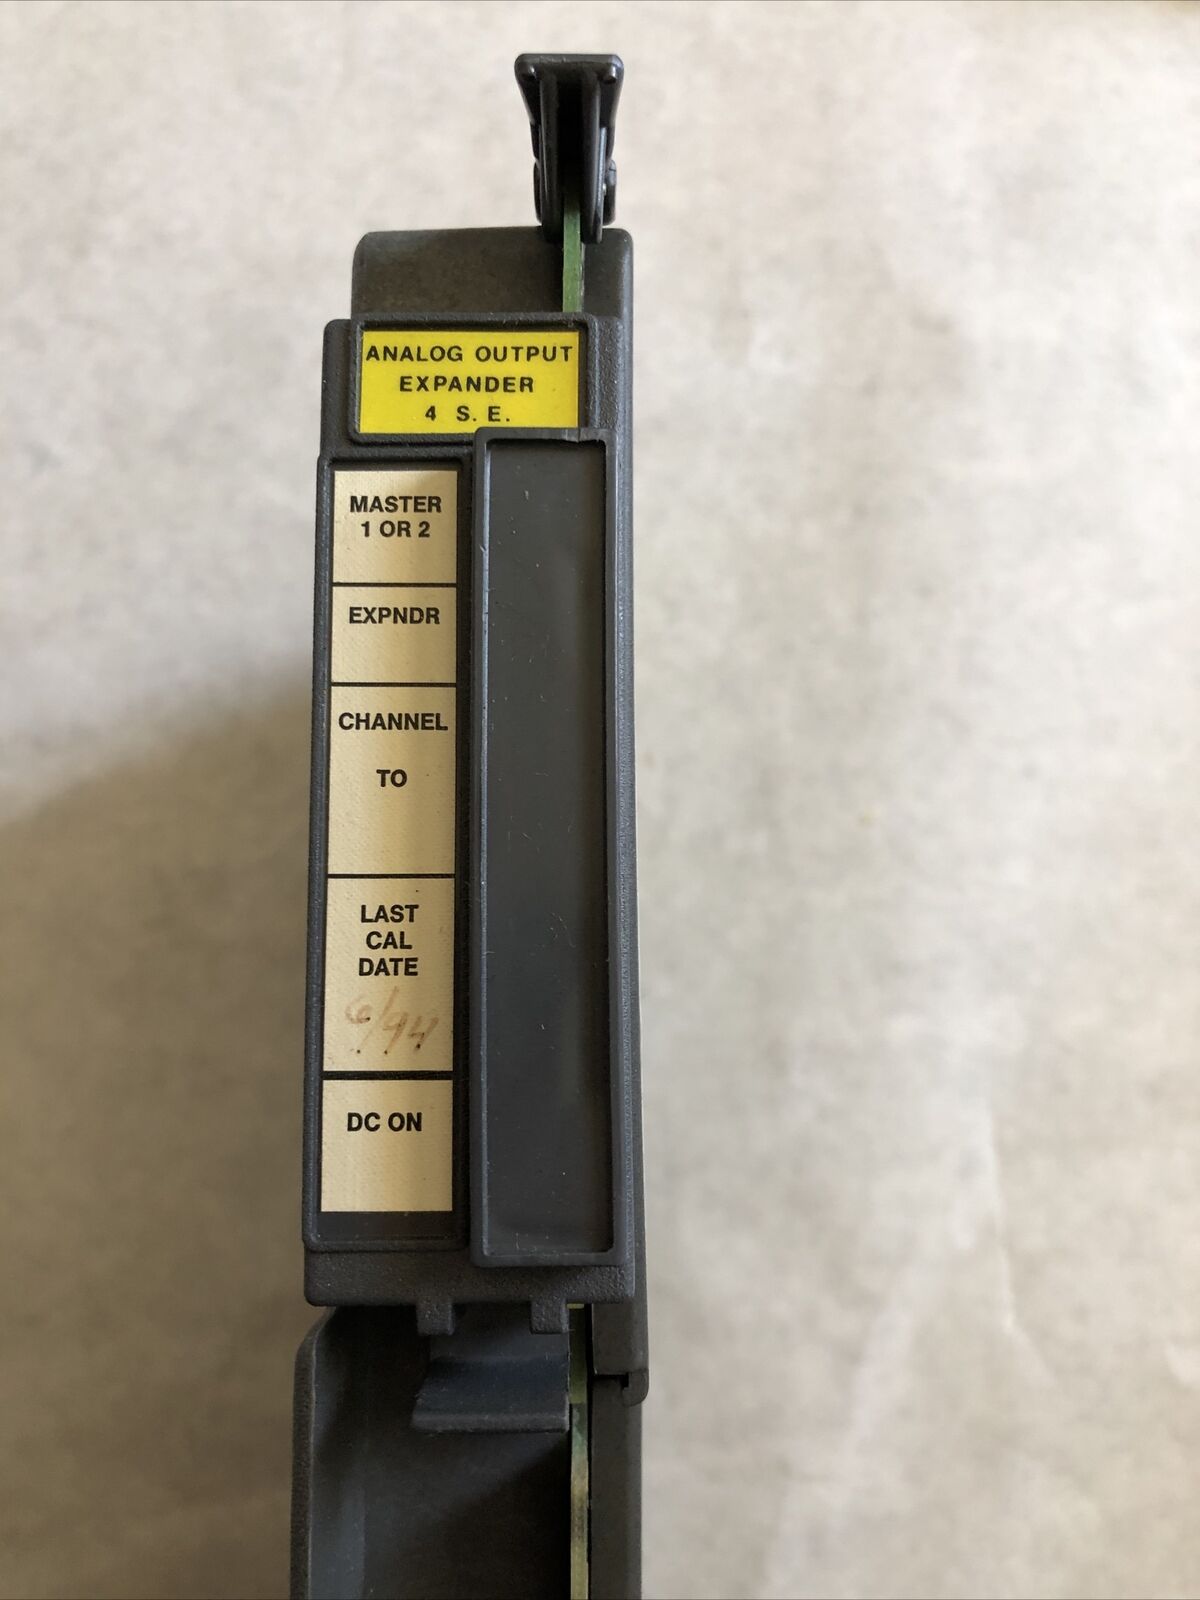 ANALOG OUTPUT
EXPANDER
4 S.E.
MASTER
1 OR 2
EXPNDR
CHANNEL
TO
LAST
CAL
DATE
6/94
DC ON